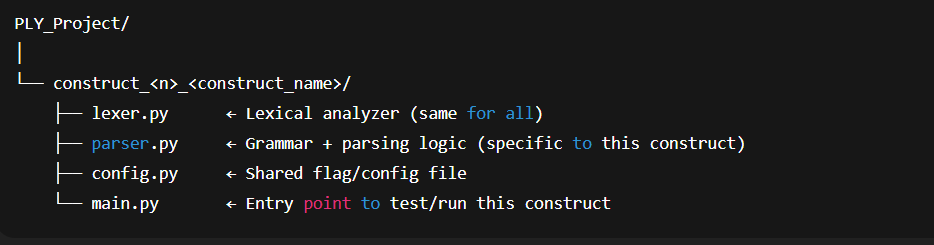 PLY_Project/
│
└── construct_<n>_<construct_name>/
    ├── lexer.py      ← Lexical analyzer (same for all)
    ├── parser.py     ← Grammar + parsing logic (specific to this construct)
    ├── config.py     ← Shared flag/config file
    └── main.py       ← Entry point to test/run this construct